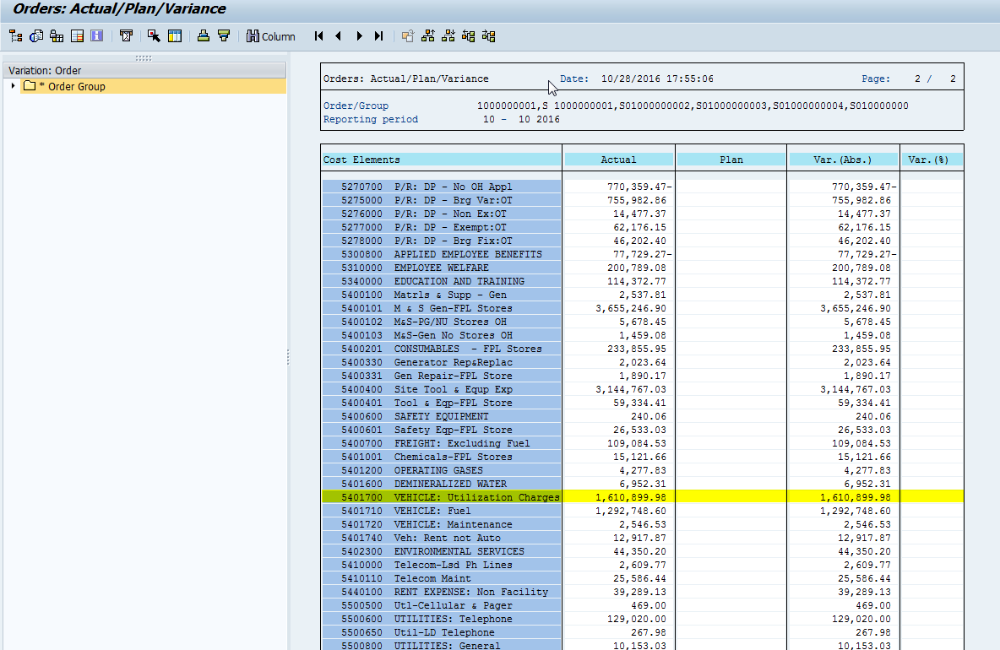 Orders: Actual/Plan/Variance
Column
Variation: Order
* Order Group
Orders: Actual/Plan/Variance Date: 10/28/2016 17:55:06 Page: 2 / 2
Order/Group 1000000001,S 1000000001,S01000000002,S01000000003,S01000000004,S010000000
Reporting period 10 - 10 2016
Cost Elements Actual Plan Var.(Abs.) Var.(%)
5270700 P/R: DP - No OH Appl 770,359.47- 770,359.47-
5275000 P/R: DP - Brg Var:OT 755,982.86 755,982.86
5276000 P/R: DP - Non Ex:OT 14,477.37 14,477.37
5277000 P/R: DP - Exempt:OT 62,176.15 62,176.15
5278000 P/R: DP - Brg Fix:OT 46,202.40 46,202.40
5300800 APPLIED EMPLOYEE BENEFITS 77,729.27- 77,729.27-
5310000 EMPLOYEE WELFARE 200,789.08 200,789.08
5340000 EDUCATION AND TRAINING 114,372.77 114,372.77
5400100 Matrls & Supp - Gen 2,537.81 2,537.81
5400101 M & S Gen-FPL Stores 3,655,246.90 3,655,246.90
5400102 M&S-PG/NU Stores OH 5,678.45 5,678.45
5400103 M&S-Gen No Stores OH 1,459.08 1,459.08
5400201 CONSUMABLES - FPL Stores 233,855.95 233,855.95
5400330 Generator Rep&Replac 2,023.64 2,023.64
5400331 Gen Repair-FPL Store 1,890.17 1,890.17
5400400 Site Tool & Equp Exp 3,144,767.03 3,144,767.03
5400401 Tool & Eqp-FPL Store 59,334.41 59,334.41
5400600 SAFETY EQUIPMENT 240.06 240.06
5400601 Safety Eqp-FPL Store 26,533.03 26,533.03
5400700 FREIGHT: Excluding Fuel 109,084.53 109,084.53
5401001 Chemicals-FPL Stores 15,121.66 15,121.66
5401200 OPERATING GASES 4,277.83 4,277.83
5401600 DEMINERALIZED WATER 6,952.31 6,952.31
5401700 VEHICLE: Utilization Charges 1,610,899.98 1,610,899.98
5401710 VEHICLE: Fuel 1,292,748.60 1,292,748.60
5401720 VEHICLE: Maintenance 2,546.53 2,546.53
5401740 Veh: Rent not Auto 12,917.87 12,917.87
5402300 ENVIRONMENTAL SERVICES 44,350.20 44,350.20
5410000 Telecom-Lsd Ph Lines 2,609.77 2,609.77
5410110 Telecom Maint 25,586.44 25,586.44
5440100 RENT EXPENSE: Non Facility 39,289.13 39,289.13
5500500 Utl-Cellular & Pager 469.00 469.00
5500600 UTILITIES: Telephone 129,020.00 129,020.00
5500650 Util-LD Telephone 267.98 267.98
5500800 UTILITIES: General 10,153.03 10,153.03